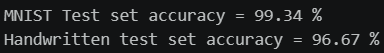 MNIST Test set accuracy = 99.34 %
Handwritten test set accuracy = 96.67 %